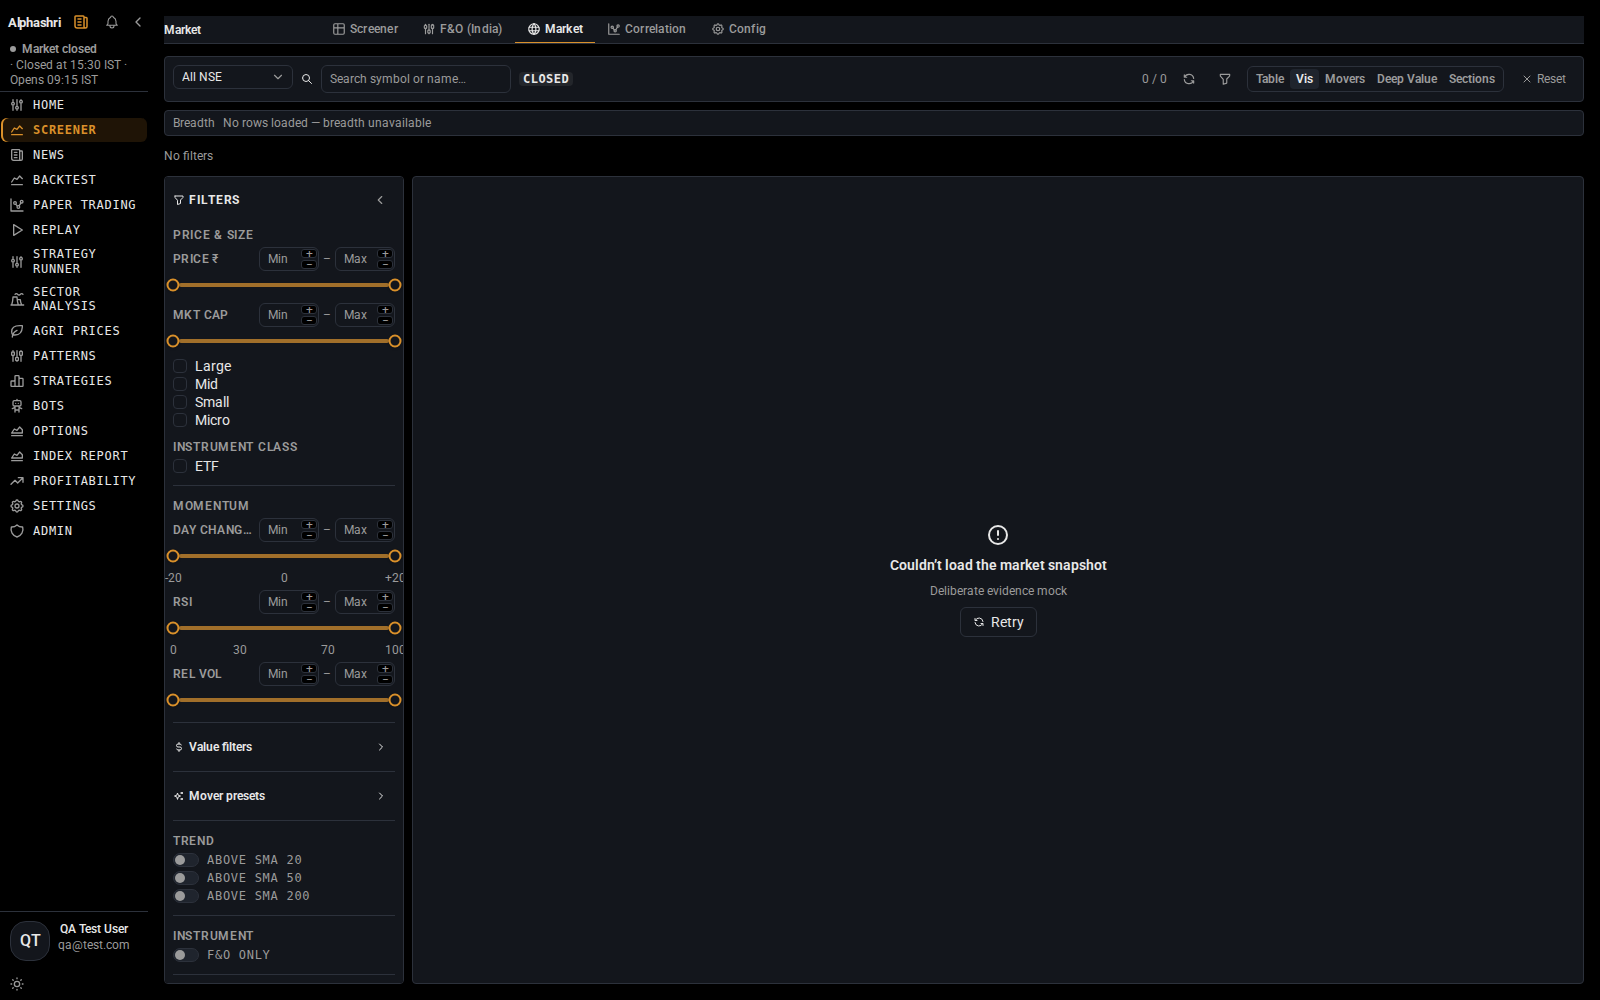 Alphashri
Market closed
· Closed at 15:30 IST ·
Opens 09:15 IST
HOME
SCREENER
NEWS
BACKTEST
PAPER TRADING
REPLAY
STRATEGY
RUNNER
SECTOR
ANALYSIS
AGRI PRICES
PATTERNS
STRATEGIES
BOTS
OPTIONS
INDEX REPORT
PROFITABILITY
SETTINGS
ADMIN
QT
QA Test User
qa@test.com
Market
Screener
F&O (India)
Market
Correlation
Config
All NSE
Search symbol or name...
CLOSED
0 / 0
Table
Vis
Movers
Deep Value
Sections
Reset
Breadth No rows loaded — breadth unavailable
No filters
FILTERS
PRICE & SIZE
PRICE ₹ Min – Max
MKT CAP Min – Max
Large
Mid
Small
Micro
INSTRUMENT CLASS
ETF
MOMENTUM
DAY CHANG... Min – Max
-20 0 +20
RSI Min – Max
0 30 70 100
REL VOL Min – Max
Value filters
Mover presets
TREND
ABOVE SMA 20
ABOVE SMA 50
ABOVE SMA 200
INSTRUMENT
F&O ONLY
Couldn't load the market snapshot
Deliberate evidence mock
Retry